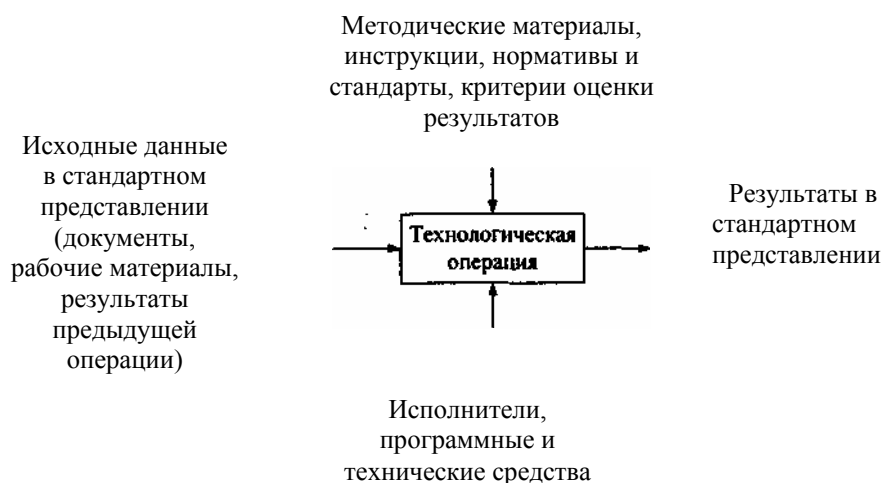 Методические материалы,
инструкции, нормативы и
стандарты, критерии оценки
результатов
Исходные данные
в стандартном
представлении
(документы,
рабочие материалы,
результаты
предыдущей
операции)
Технологическая
операция
Результаты в
стандартном
представлении
Исполнители,
программные и
технические средства